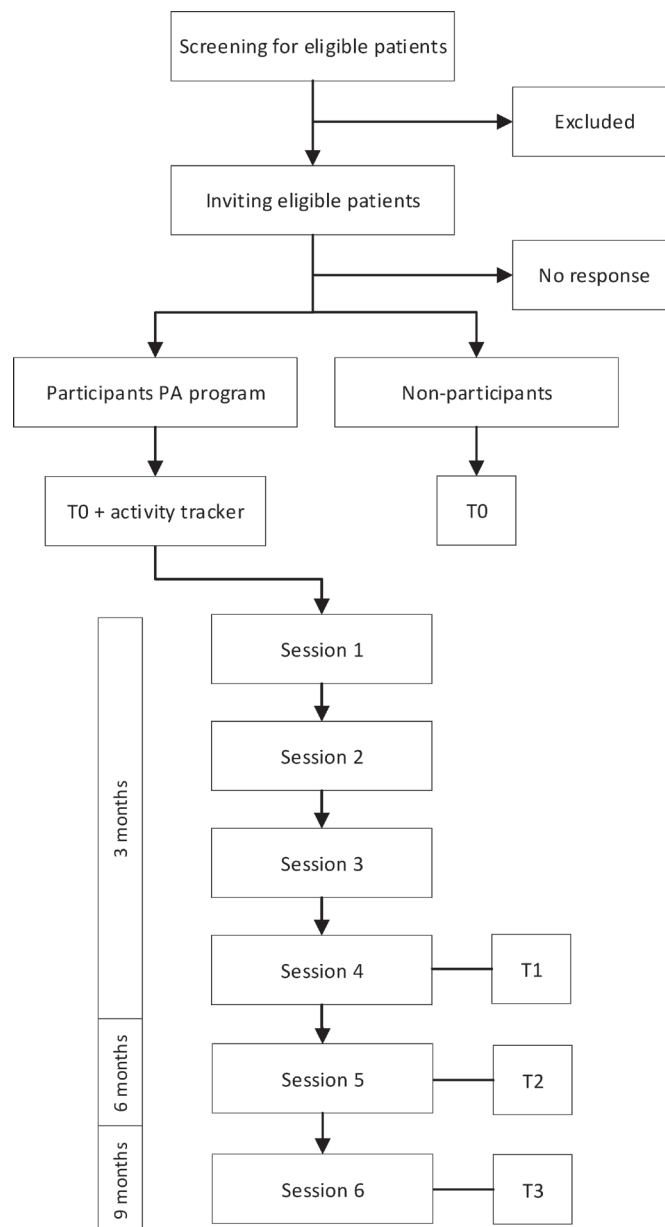 Screening for eligible patients
Excluded
Inviting eligible patients
No response
Participants PA program
Non-participants
T0 + activity tracker
T0
3 months
Session 1
Session 2
Session 3
Session 4
T1
6 months
Session 5
T2
9 months
Session 6
T3